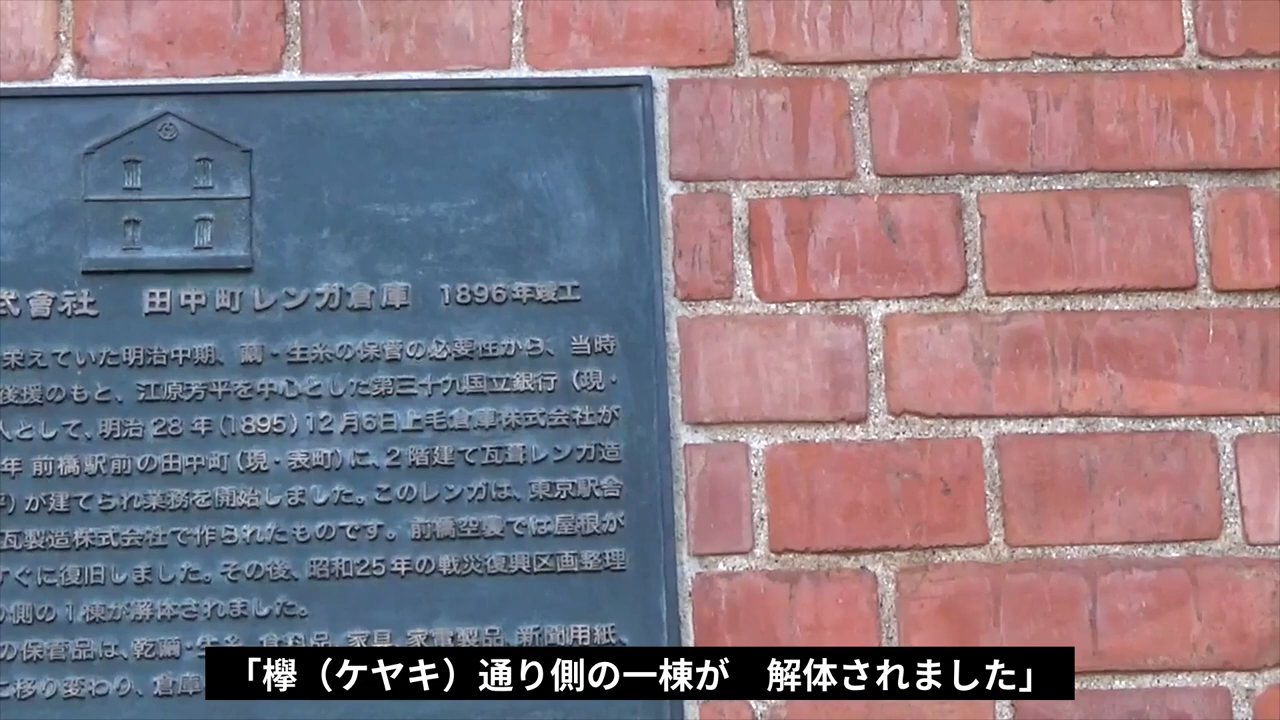 式會社 田中町レンガ倉庫 1896年竣工
栄えていた明治中期、繭・生糸の保管の必要性から、当時
後援のもと、江原芳平を中心とした第三十九国立銀行(現・
人として、明治28年(1895)12月6日上毛倉庫株式会社が
年 前橋駅前の田中町(現・表町)に、2階建て瓦葺レンガ造
が建てられ業務を開始しました。このレンガは、東京駅舎
瓦製造株式会社で作られたものです。前橋空襲では屋根が
すぐに復旧しました。その後、昭和25年の戦災復興区画整理
側の1棟が解体されました。
の保管品は、乾繭・生糸、食料品、家具、家電製品、新聞用紙、
に移り変わり、倉庫
「欅（ケヤキ）通り側の一棟が　解体されました」